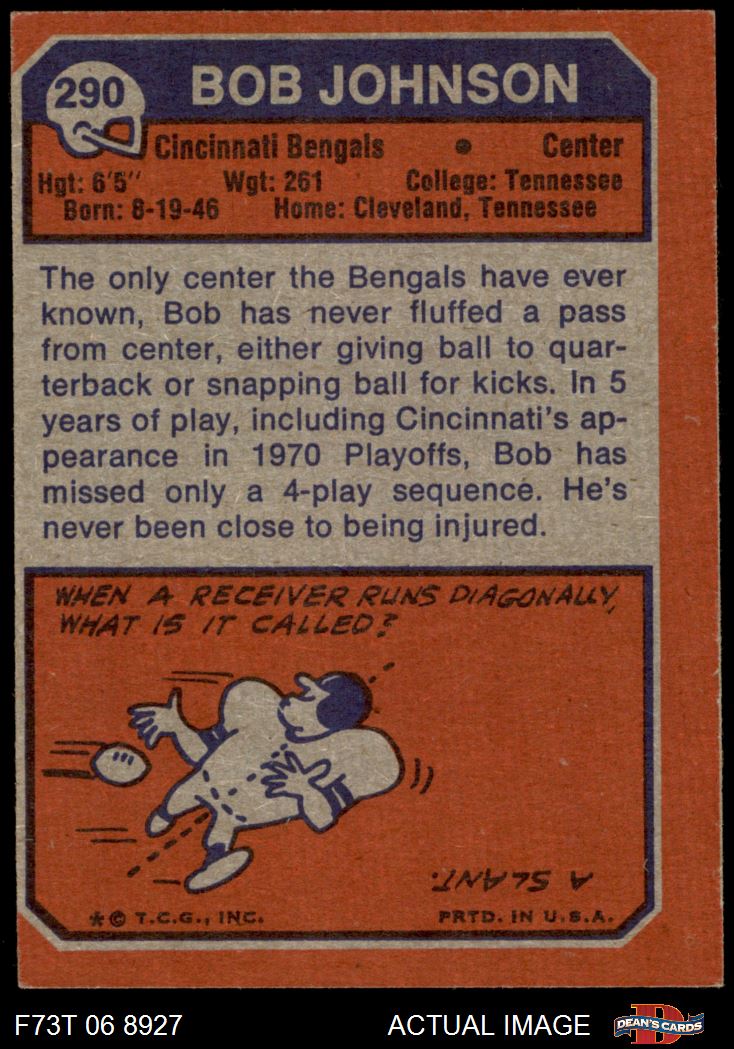 290
BOB JOHNSON
Cincinnati Bengals • Center
Hgt: 6'5" Wgt: 261 College: Tennessee
Born: 8-19-46 Home: Cleveland, Tennessee
The only center the Bengals have ever
known, Bob has never fluffed a pass
from center, either giving ball to quar-
terback or snapping ball for kicks. In 5
years of play, including Cincinnati's ap-
pearance in 1970 Playoffs, Bob has
missed only a 4-play sequence. He's
never been close to being injured.
WHEN A RECEIVER RUNS DIAGONALLY,
WHAT IS IT CALLED?
A SLANT.
*© T.C.G., INC. PRTD. IN U.S.A.
F73T 06 8927 ACTUAL IMAGE DEAN'S CARDS